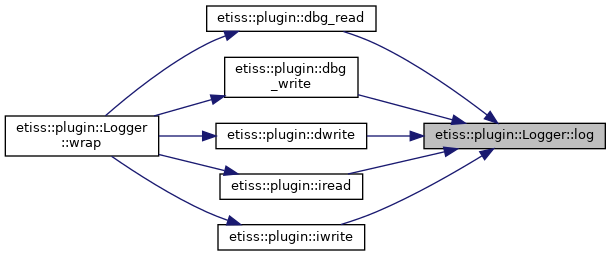 etiss::plugin::dbg_read
etiss::plugin::dbg
_write
etiss::plugin::Logger
::wrap
etiss::plugin::dwrite
etiss::plugin::Logger::log
etiss::plugin::iread
etiss::plugin::iwrite